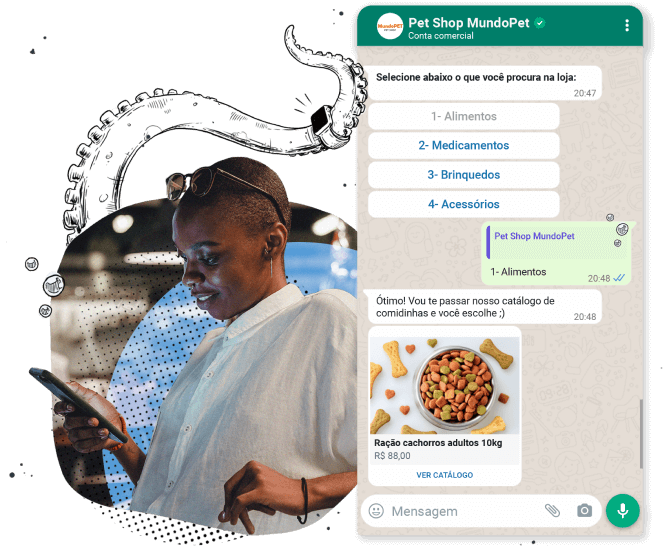 MundoPET
Pet Shop MundoPet
Conta comercial
Selecione abaixo o que você procura na loja:
20:47
1- Alimentos
2- Medicamentos
3- Brinquedos
4- Acessórios
Pet Shop MundoPet
1- Alimentos
20:48
Ótimo! Vou te passar nosso catálogo de
comidinhas e você escolhe ;)
20:48
Ração cachorros adultos 10kg
R$ 88,00
VER CATÁLOGO
Mensagem